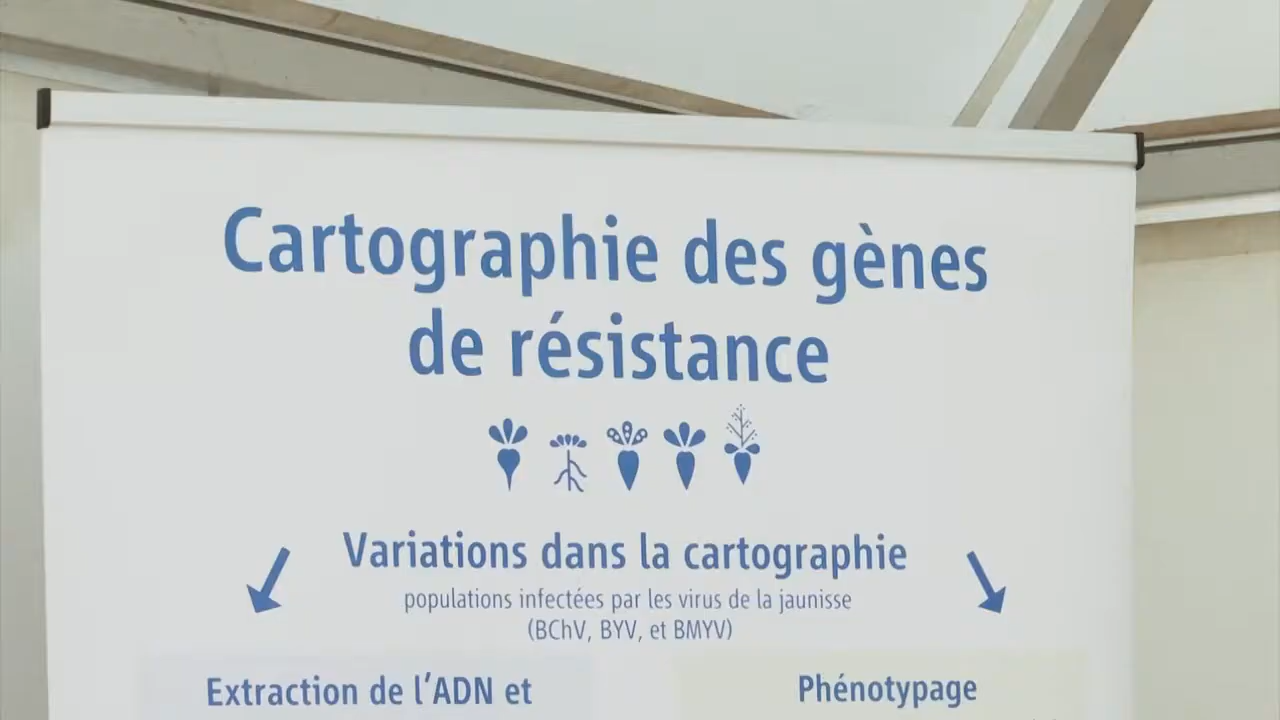 Cartographie des gènes
de résistance
Variations dans la cartographie
populations infectées par les virus de la jaunisse
(BChV, BYV, et BMYV)
Extraction de l'ADN et
Phénotypage